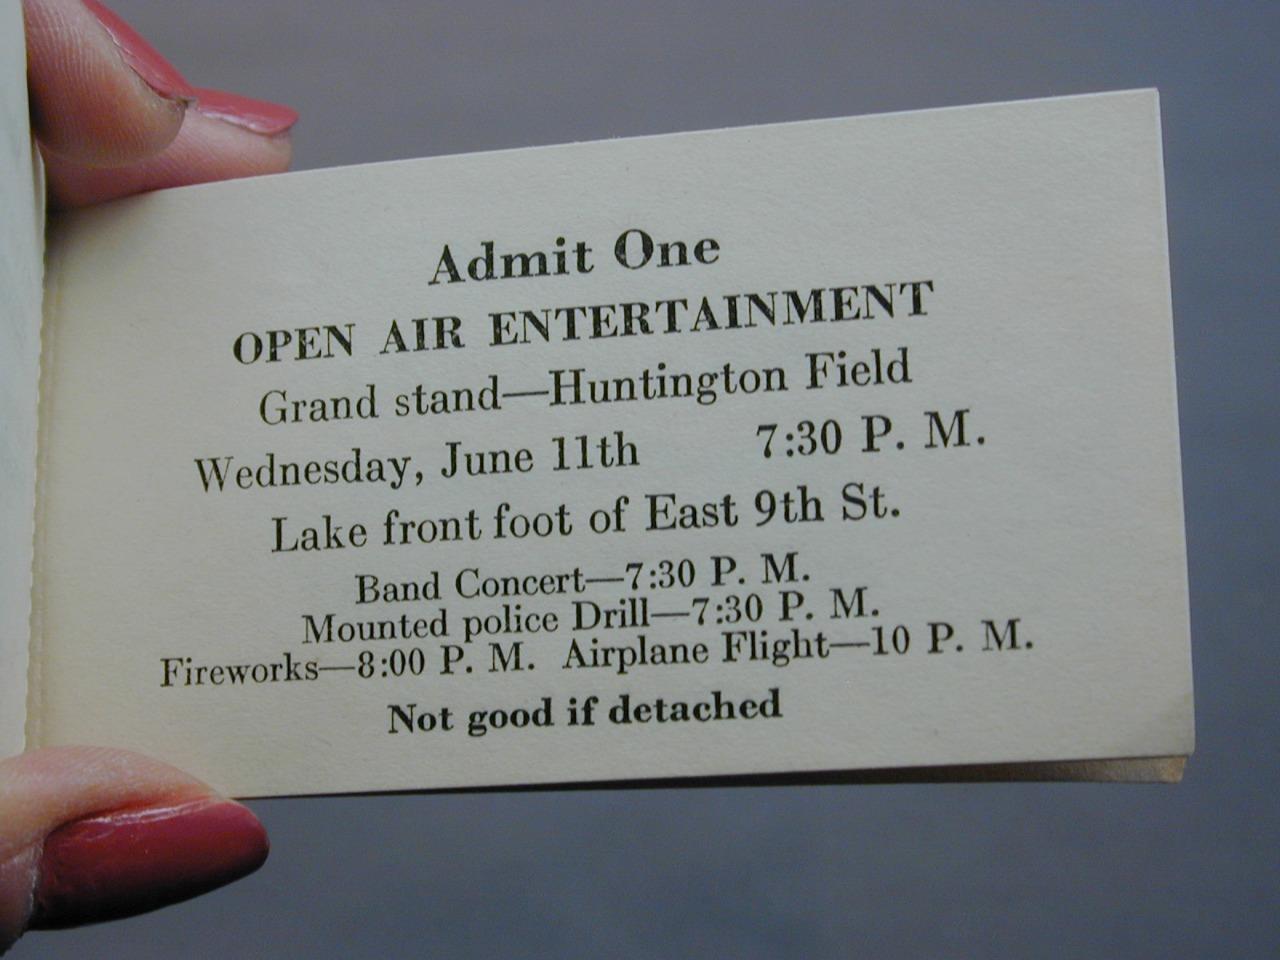 Admit One
OPEN AIR ENTERTAINMENT
Grand stand—Huntington Field
Wednesday, June 11th 7:30 P. M.
Lake front foot of East 9th St.
Band Concert—7:30 P. M.
Mounted police Drill—7:30 P. M.
Fireworks—8:00 P. M. Airplane Flight—10 P. M.
Not good if detached